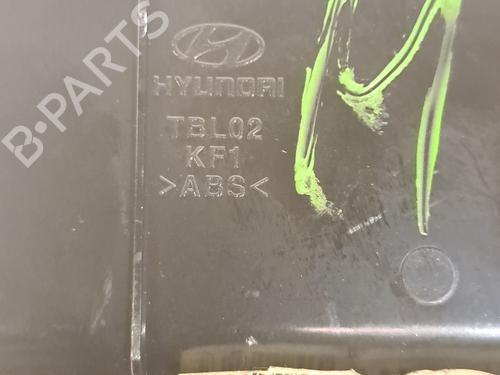 B-PARTS
HYUNDAI
TBL02
KF1
>ABS<